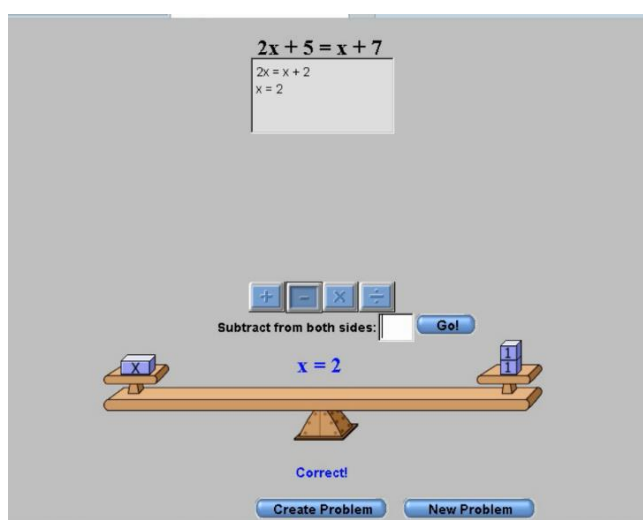 2x + 5 = x + 7
2x = x + 2
x = 2
+ - × ÷
Subtract from both sides: Go!
x = 2
X
1
1
Correct!
Create Problem New Problem